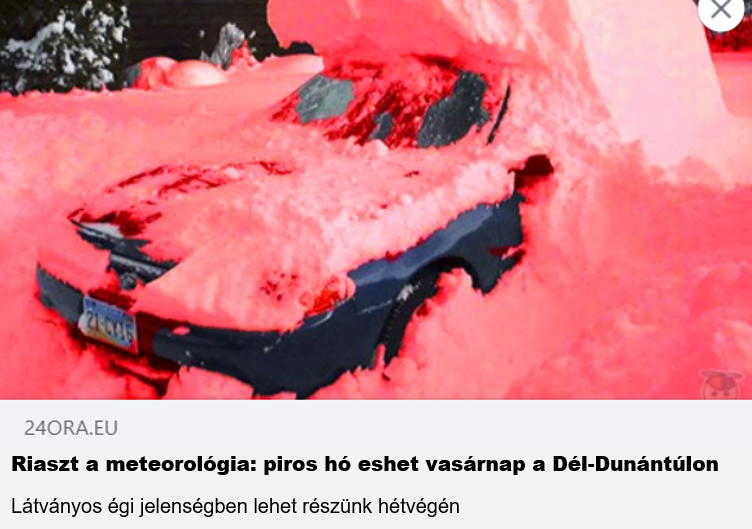 24ORA.EU
Riaszt a meteorológia: piros hó eshet vasárnap a Dél-Dunántúlon
Látványos égi jelenségben lehet részünk hétvégén